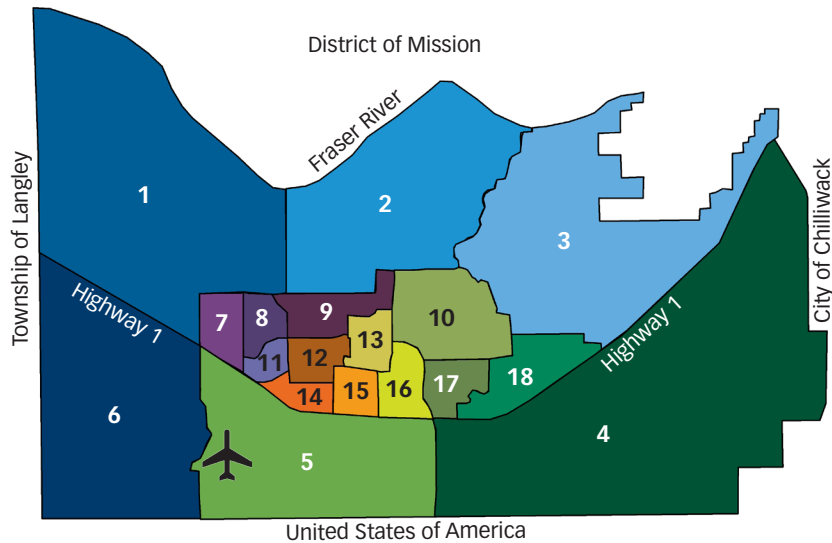 District of Mission
Fraser River
Township of Langley
City of Chilliwack
1
2
3
Highway 1
7
8
9
10
13
11
12
Highway 1
18
17
14
15
16
6
5
4
United States of America